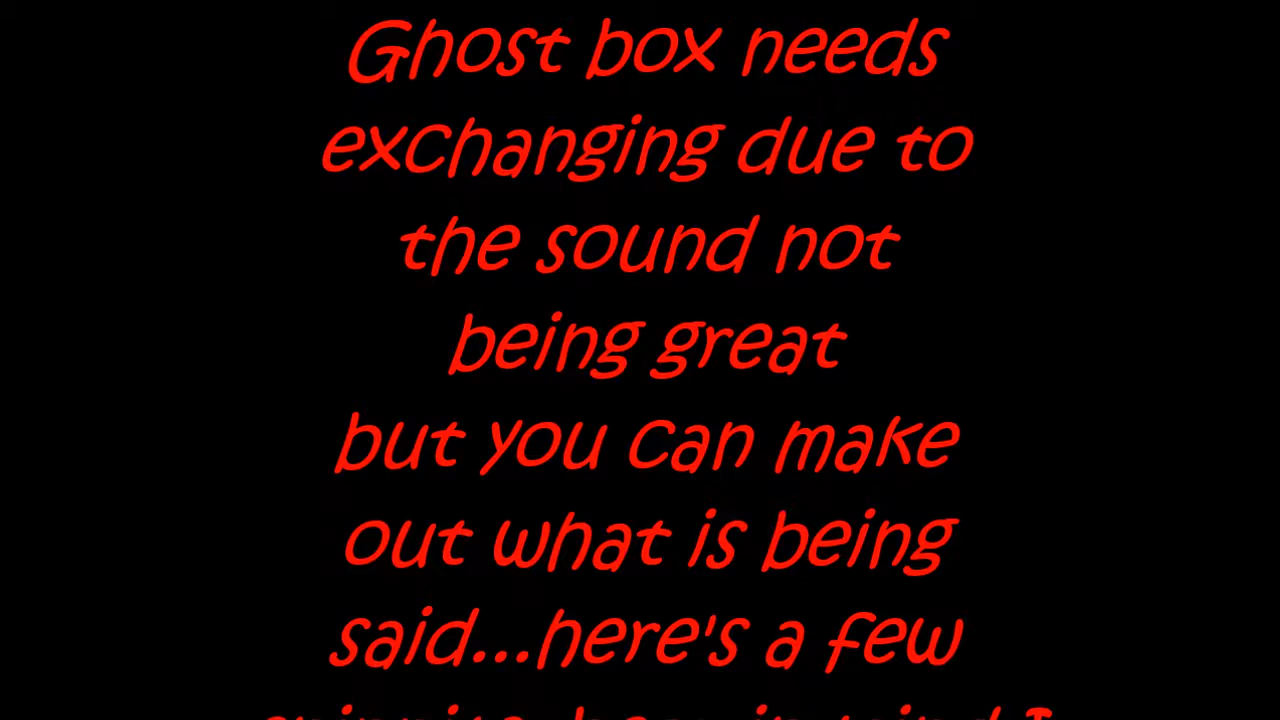 Ghost box needs
exchanging due to
the sound not
being great
but you can make
out what is being
said...here's a few